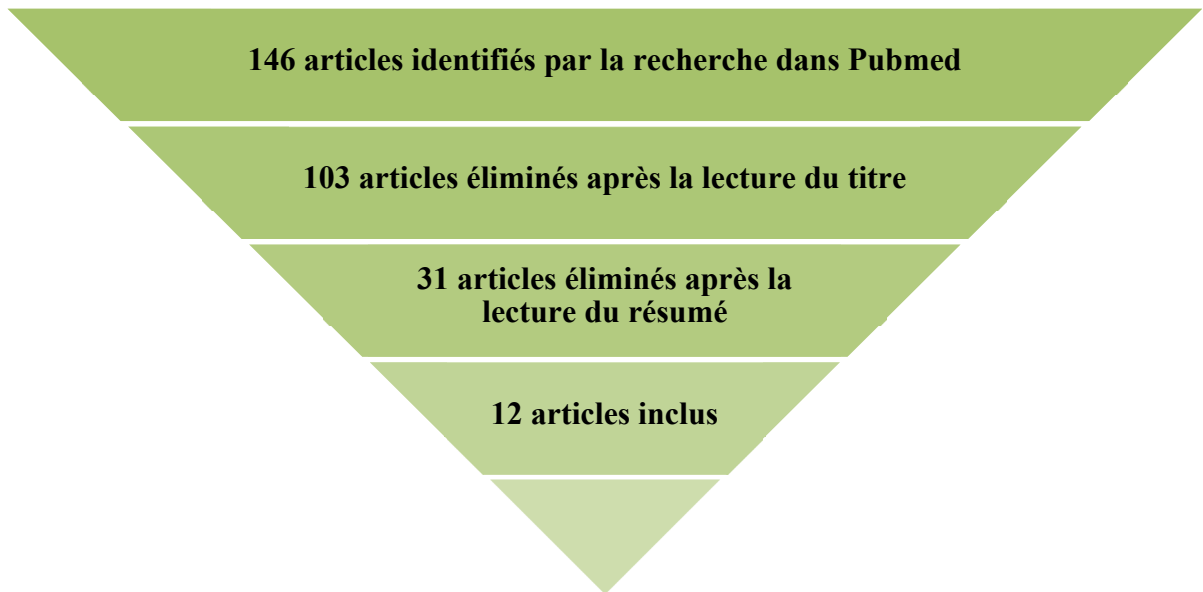 146 articles identifiés par la recherche dans Pubmed
103 articles éliminés après la lecture du titre
31 articles éliminés après la
lecture du résumé
12 articles inclus